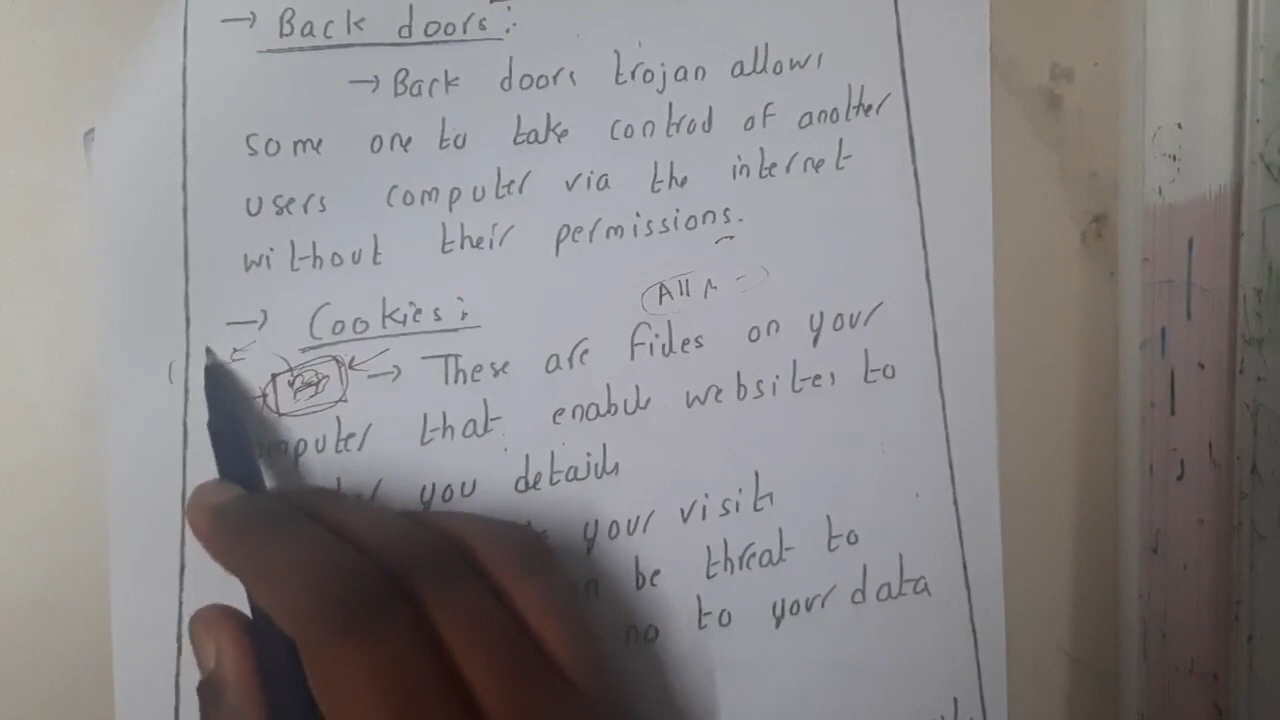 → Back doors:
→ Back doors trojan allows
some one to take control of another
users computer via the internet
without their permissions.
All
→ Cookies:
→ These are fides on your
mputer that enable websites to
you details
your visit
be threat to
no to your data